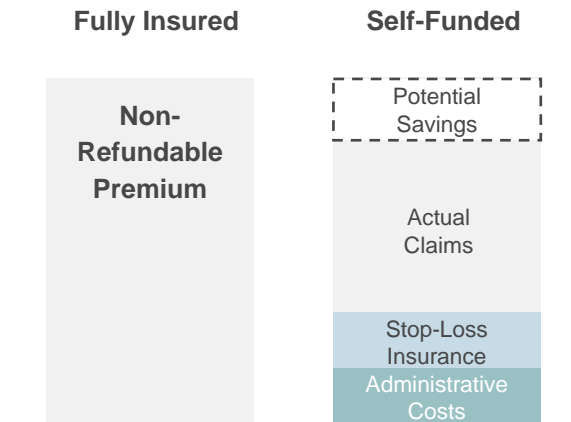 Fully Insured
Non-
Refundable
Premium
Self-Funded
Potential
Savings
Actual
Claims
Stop-Loss
Insurance
Administrative
Costs